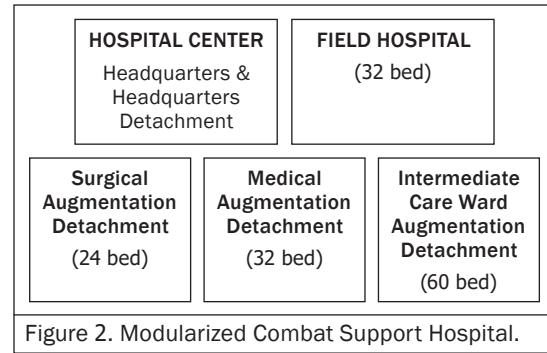 HOSPITAL CENTER
Headquarters &
Headquarters
Detachment
FIELD HOSPITAL
(32 bed)
Surgical
Augmentation
Detachment
(24 bed)
Medical
Augmentation
Detachment
(32 bed)
Intermediate
Care Ward
Augmentation
Detachment
(60 bed)
Figure 2. Modularized Combat Support Hospital.